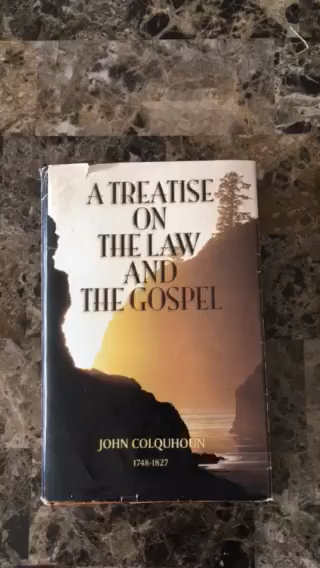 A TREATISE
ON
THE LAW
AND
THE GOSPEL
JOHN COLQUHOUN
1748-1827